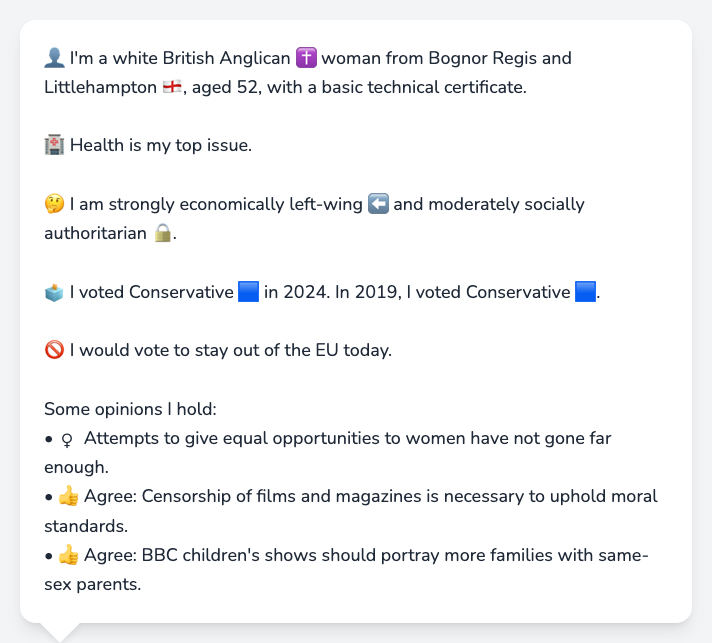 👤 I'm a white British Anglican ✝️ woman from Bognor Regis and
Littlehampton 🏴󠁧󠁢󠁥󠁮󠁧󠁿, aged 52, with a basic technical certificate.
🏥 Health is my top issue.
🤔 I am strongly economically left-wing ⬅️ and moderately socially
authoritarian 🔒.
🗳️ I voted Conservative 🟦 in 2024. In 2019, I voted Conservative 🟦.
🚫 I would vote to stay out of the EU today.
Some opinions I hold:
• ♀ Attempts to give equal opportunities to women have not gone far
enough.
• 👍 Agree: Censorship of films and magazines is necessary to uphold moral
standards.
• 👍 Agree: BBC children's shows should portray more families with same-
sex parents.